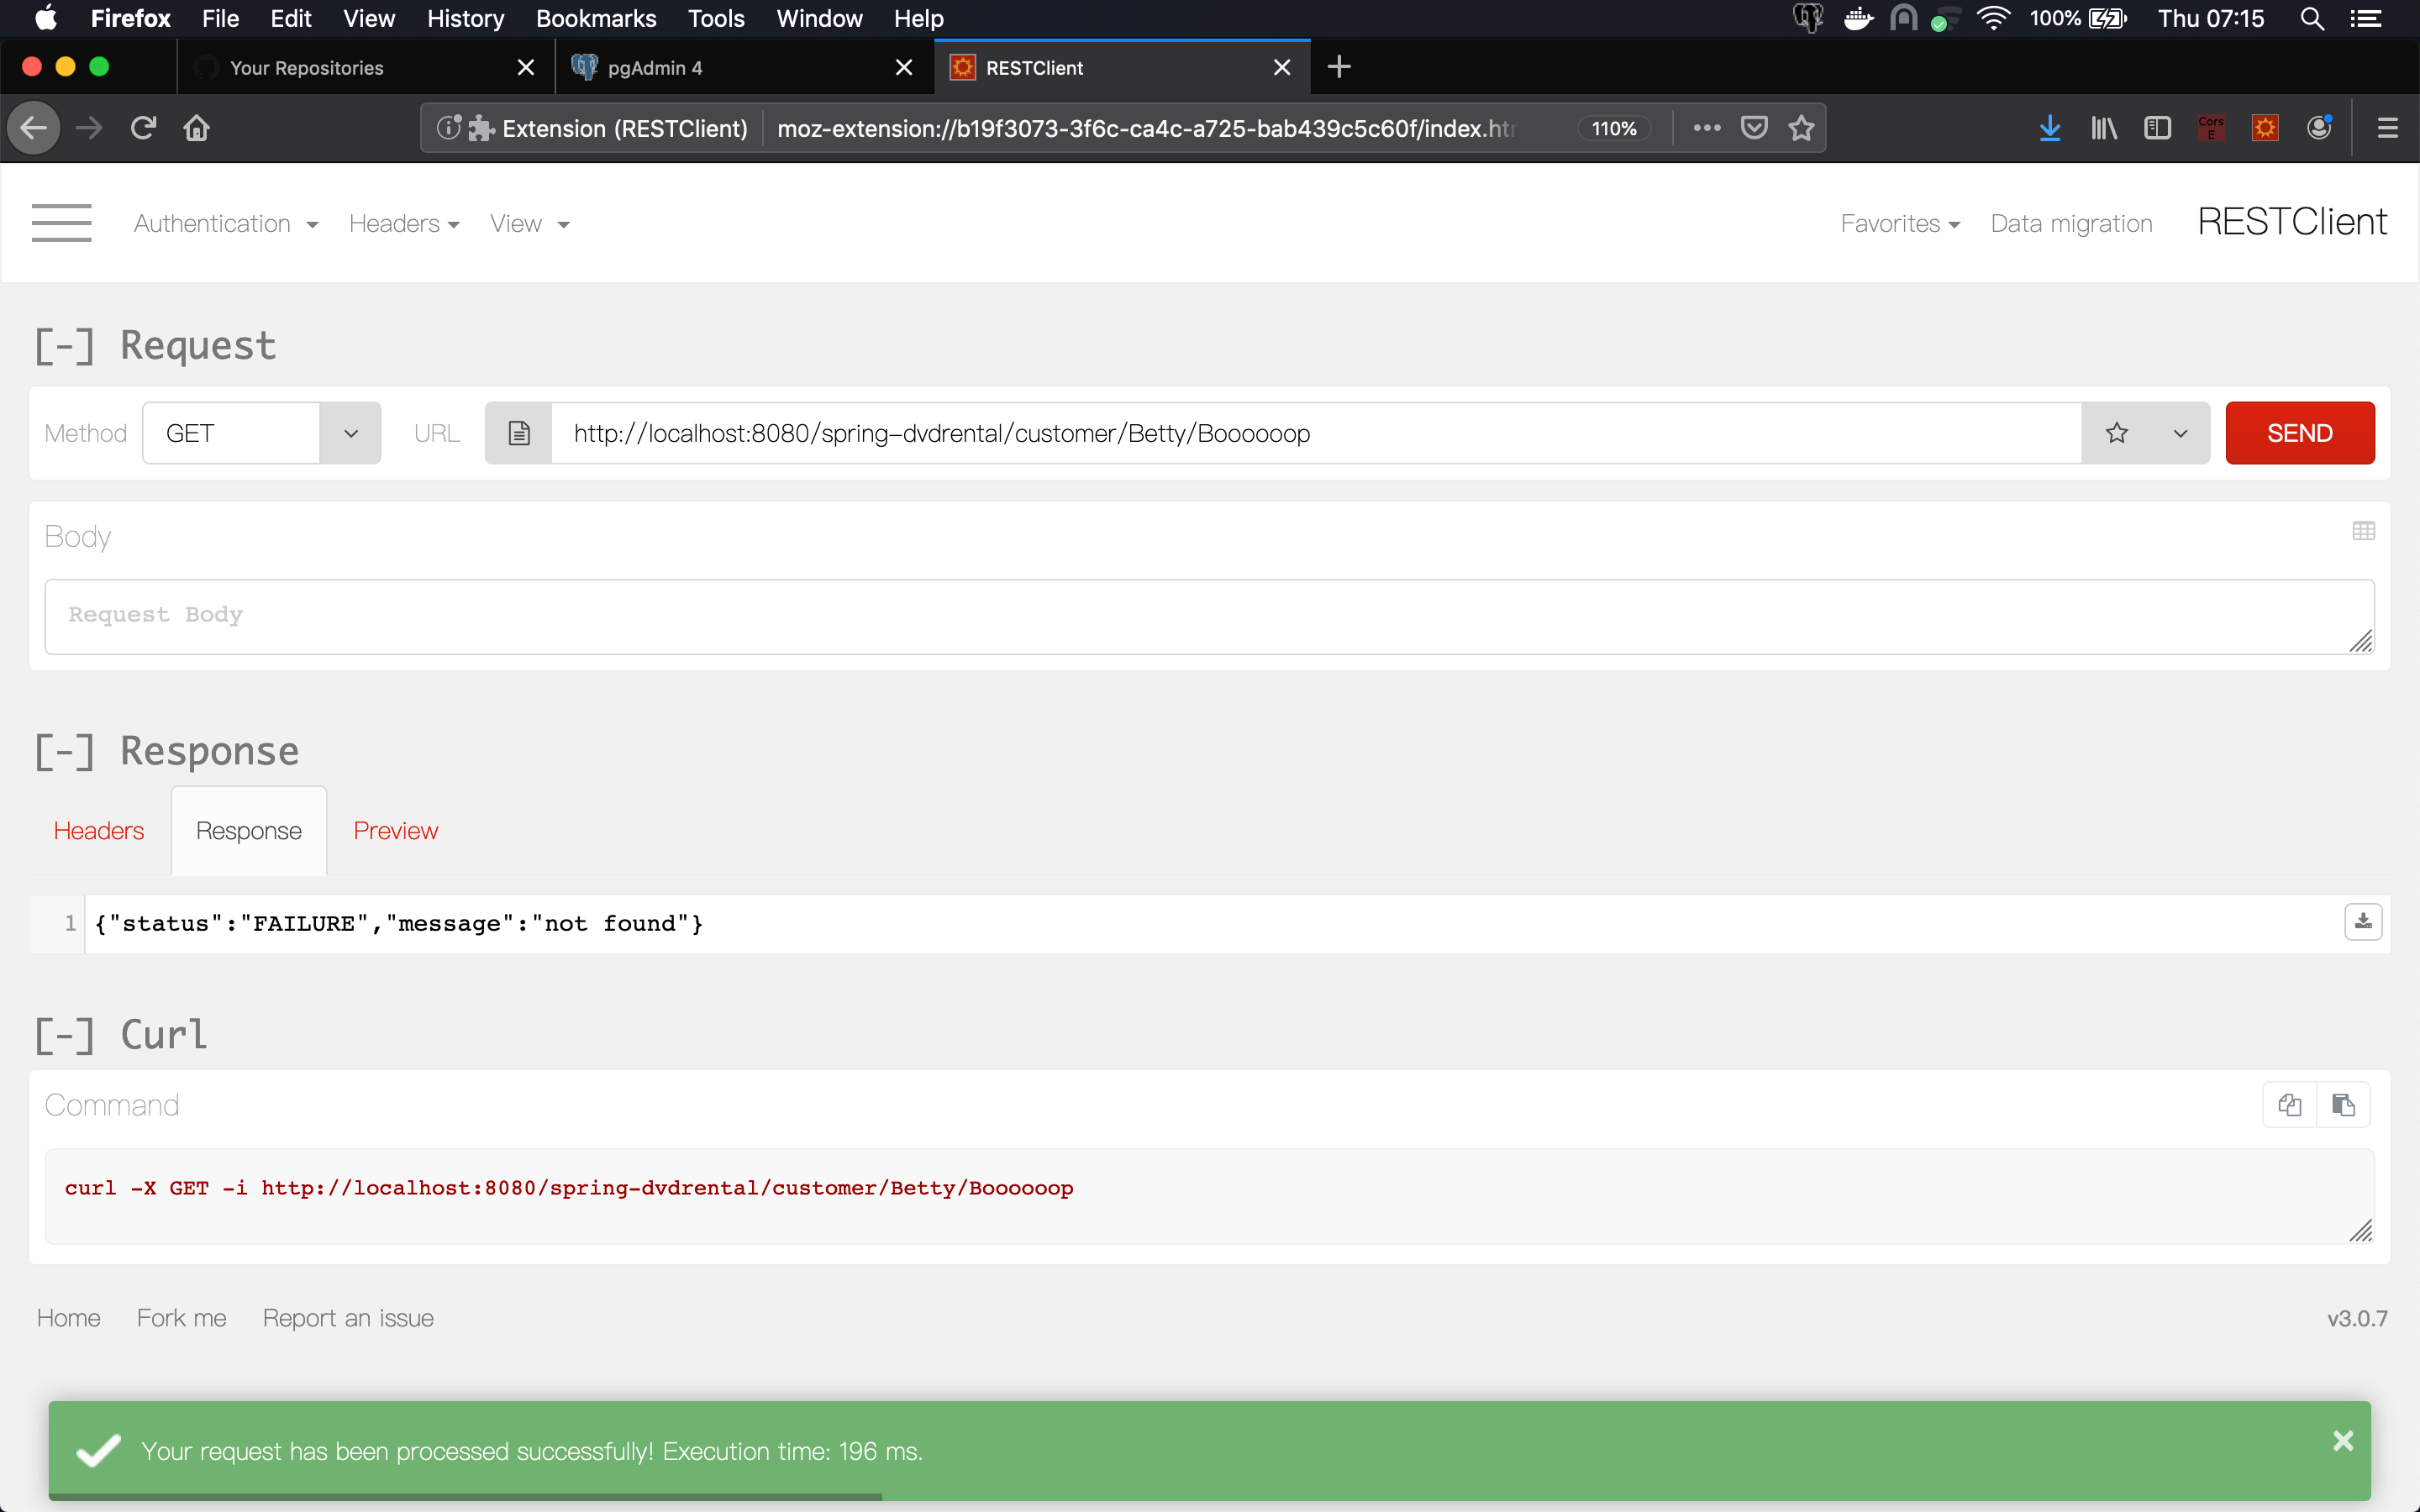 Firefox File Edit View History Bookmarks Tools Window Help 100% Thu 07:15
Your Repositories pgAdmin 4 RESTClient
Extension (RESTClient) moz-extension://b19f3073-3f6c-ca4c-a725-bab439c5c60f/index.htm 110% Cors E
Authentication Headers View Favorites Data migration RESTClient
[-] Request
Method GET URL http://localhost:8080/spring-dvdrental/customer/Betty/Boooooop SEND
Body
Request Body
[-] Response
Headers Response Preview
1 {"status":"FAILURE","message":"not found"}
[-] Curl
Command
curl -X GET -i http://localhost:8080/spring-dvdrental/customer/Betty/Boooooop
Home Fork me Report an issue v3.0.7
Your request has been processed successfully! Execution time: 196 ms.